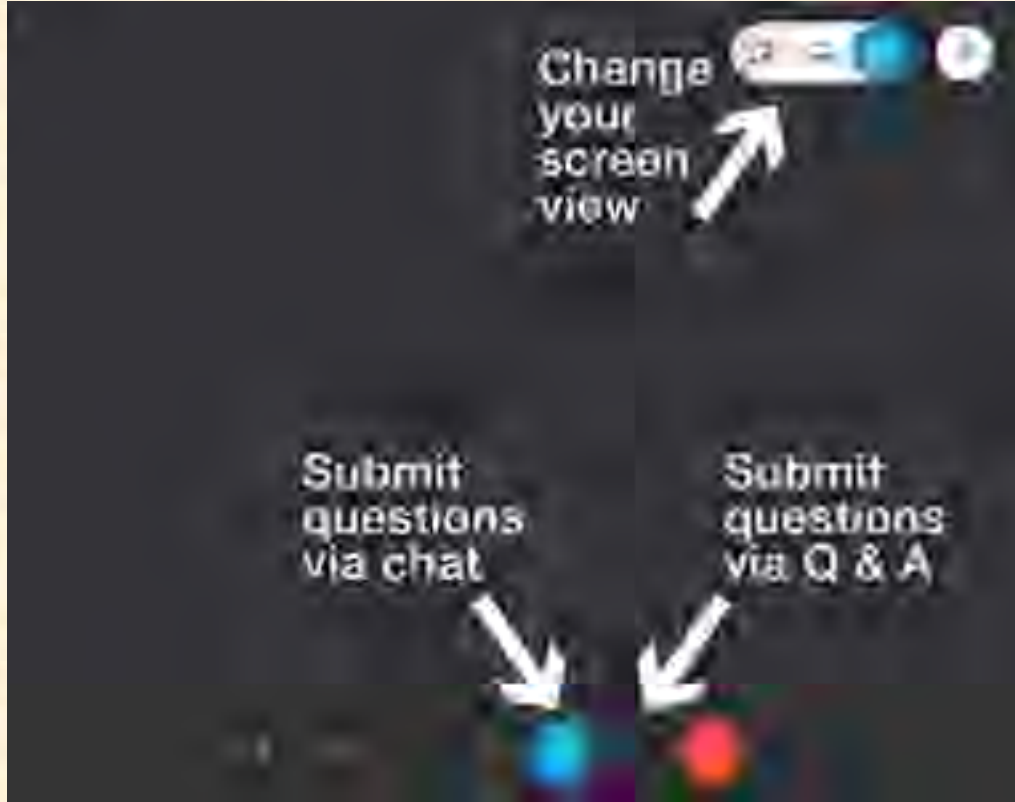 Change
your
screen
view
Submit
questions
via chat
Submit
questions
via Q & A